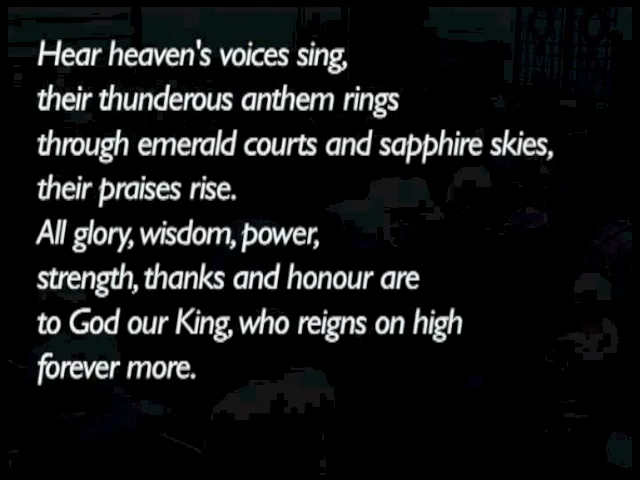 Hear heaven's voices sing,
their thunderous anthem rings
through emerald courts and sapphire skies,
their praises rise.
All glory, wisdom, power,
strength, thanks and honour are
to God our King, who reigns on high
forever more.